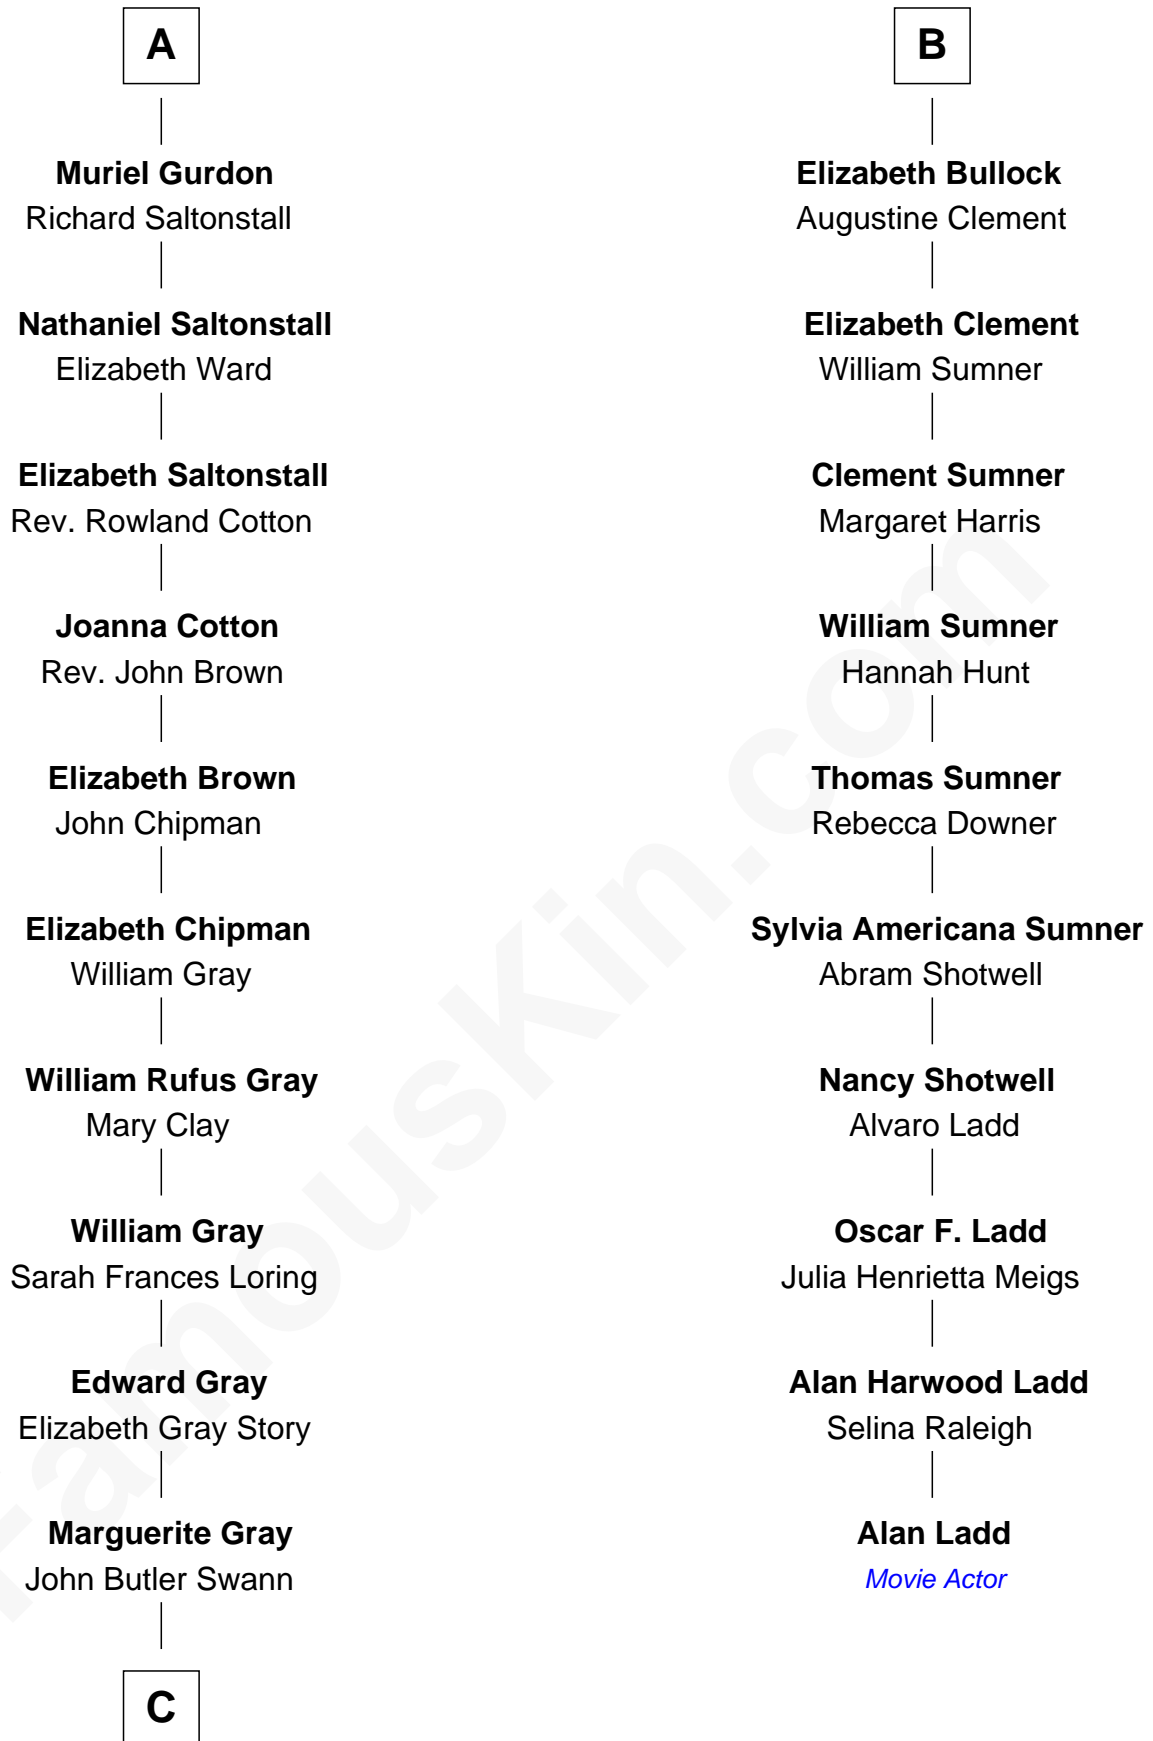 A
Muriel Gurdon
Richard Saltonstall
Nathaniel Saltonstall
Elizabeth Ward
Elizabeth Saltonstall
Rev. Rowland Cotton
Joanna Cotton
Rev. John Brown
Elizabeth Brown
John Chipman
Elizabeth Chipman
William Gray
William Rufus Gray
Mary Clay
William Gray
Sarah Frances Loring
Edward Gray
Elizabeth Gray Story
Marguerite Gray
John Butler Swann
C
B
Elizabeth Bullock
Augustine Clement
Elizabeth Clement
William Sumner
Clement Sumner
Margaret Harris
William Sumner
Hannah Hunt
Thomas Sumner
Rebecca Downer
Sylvia Americana Sumner
Abram Shotwell
Nancy Shotwell
Alvaro Ladd
Oscar F. Ladd
Julia Henrietta Meigs
Alan Harwood Ladd
Selina Raleigh
Alan Ladd
Movie Actor
FamousKin.com